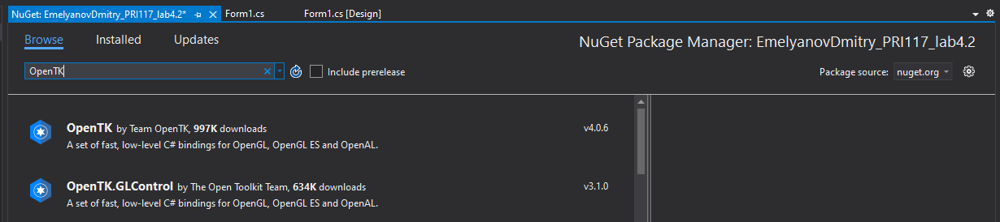 NuGet: EmelyanovDmitry_PRI117_lab4.2* Form1.cs Form1.cs [Design]
Browse Installed Updates NuGet Package Manager: EmelyanovDmitry_PRI117_lab4.2
OpenTK Include prerelease Package source: nuget.org
OpenTK by Team OpenTK, 997K downloads v4.0.6
A set of fast, low-level C# bindings for OpenGL, OpenGL ES and OpenAL.
OpenTK.GLControl by The Open Toolkit Team, 634K downloads v3.1.0
A set of fast, low-level C# bindings for OpenGL, OpenGL ES and OpenAL.